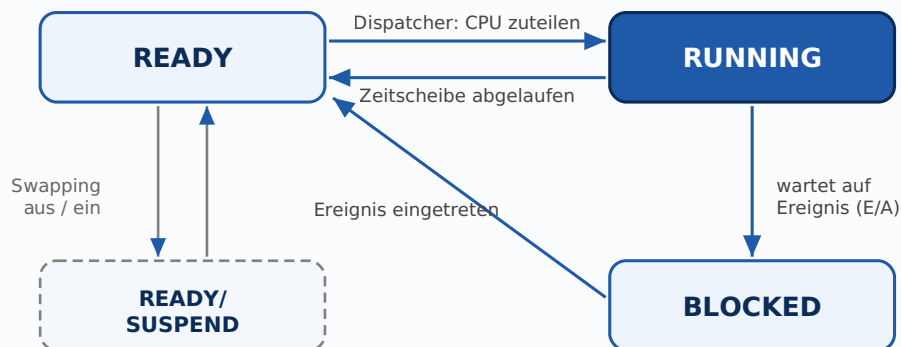 Dispatcher: CPU zuteilen
READY
RUNNING
Zeitscheibe abgelaufen
Swapping
aus / ein
wartet auf
Ereignis (E/A)
Ereignis eingetreten
READY/
SUSPEND
BLOCKED